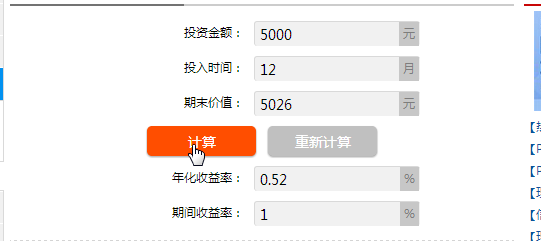 投资金额： 5000 元
投入时间： 12 月
期末价值： 5026 元
计算 重新计算
年化收益率： 0.52 %
期间收益率： 1 %